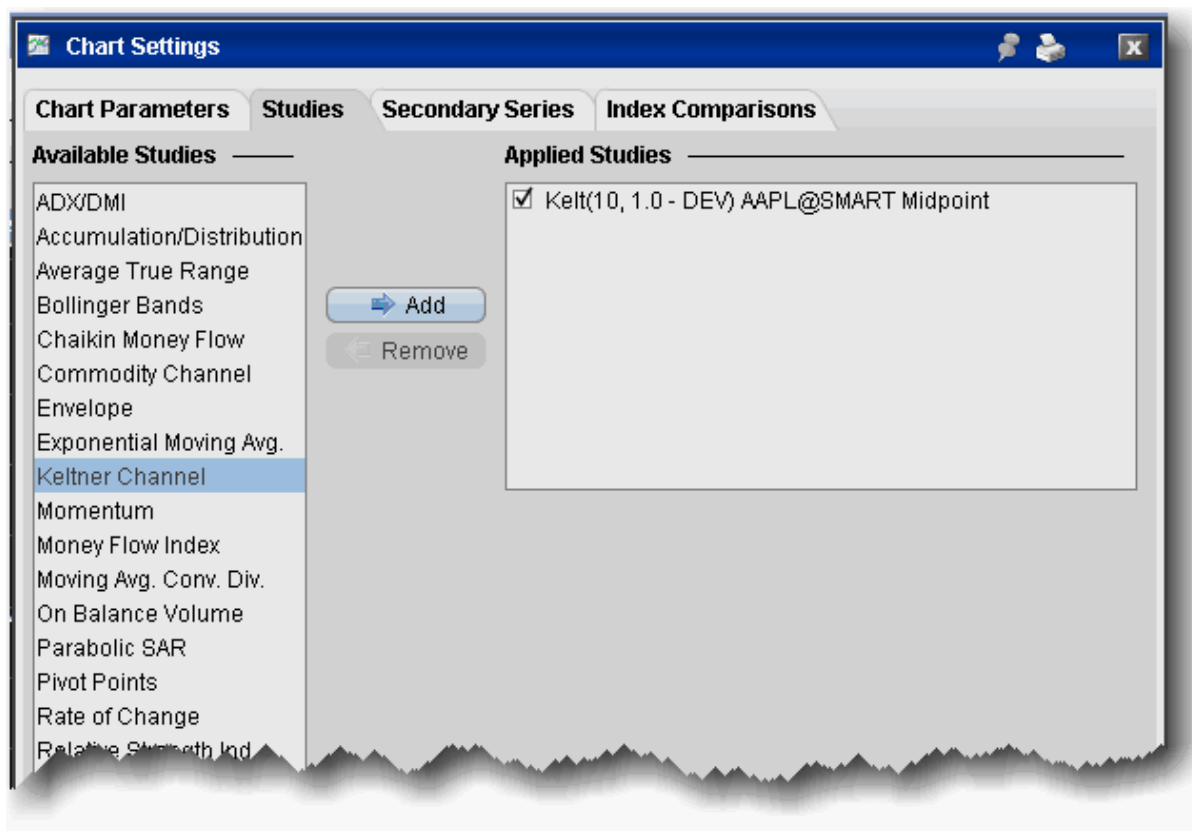 Chart Settings
Chart Parameters Studies Secondary Series Index Comparisons
Available Studies
Applied Studies
ADX/DMI
Accumulation/Distribution
Average True Range
Bollinger Bands
Chaikin Money Flow
Commodity Channel
Envelope
Exponential Moving Avg.
Keltner Channel
Momentum
Money Flow Index
Moving Avg. Conv. Div.
On Balance Volume
Parabolic SAR
Pivot Points
Rate of Change
Relative Strength Ind
Add
Remove
Kelt(10, 1.0 - DEV) AAPL@SMART Midpoint